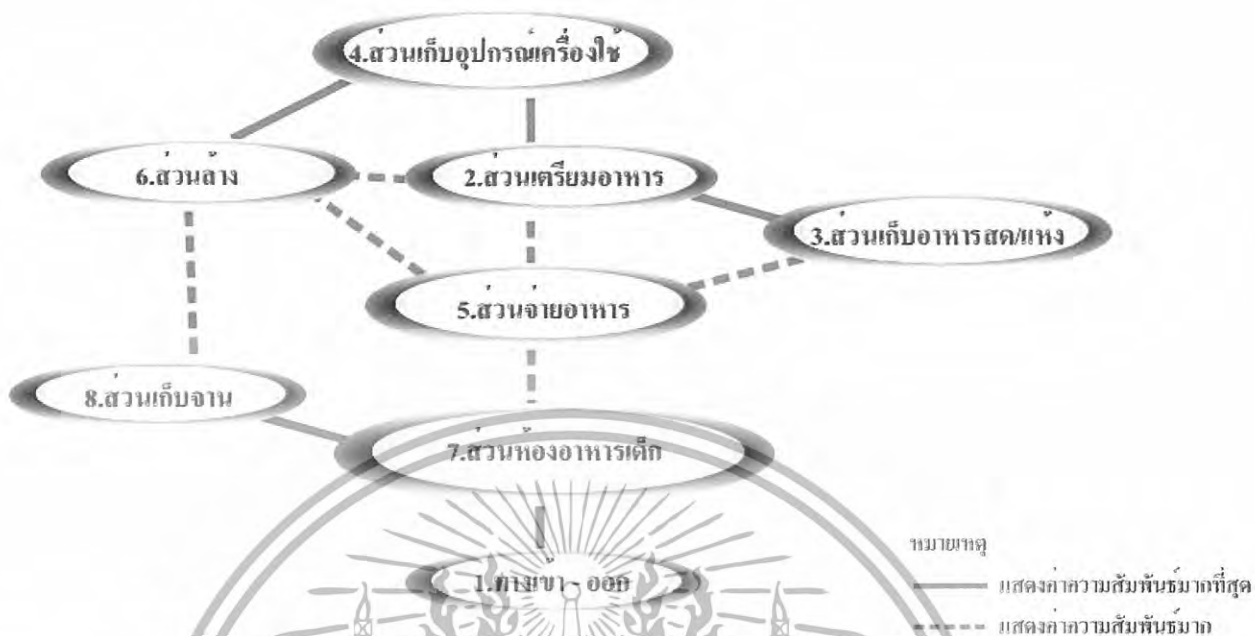 4.ส่วนเก็บอุปกรณ์เครื่องใช้
6.ส่วนล้าง
2.ส่วนเตรียมอาหาร
3.ส่วนเก็บอาหารสด/แห้ง
5.ส่วนจ่ายอาหาร
8.ส่วนเก็บจาน
7.ส่วนห้องอาหารเด็ก
1.ทางเข้า - ออก
หมายเหตุ
แสดงค่าความสัมพันธ์มากที่สุด
แสดงค่าความสัมพันธ์มาก